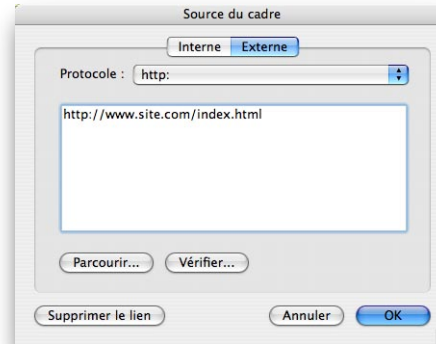 Source du cadre
Interne Externe
Protocole : http:
http://www.site.com/index.html
Parcourir... Vérifier...
Supprimer le lien Annuler OK